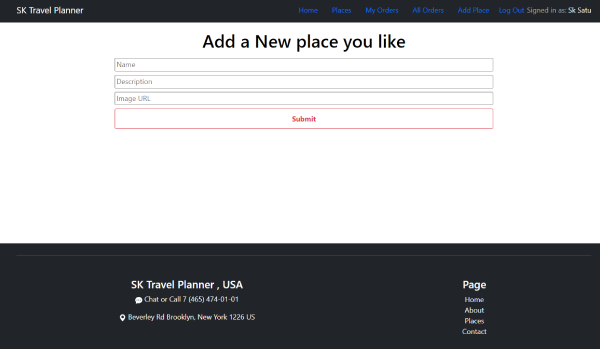 SK Travel Planner Home Places My Orders All Orders Add Place Log Out Signed in as: Sk Satu
Add a New place you like
Name
Description
Image URL
Submit
SK Travel Planner , USA
Chat or Call 7 (465) 474-01-01
Beverley Rd Brooklyn, New York 1226 US
Page
Home
About
Places
Contact